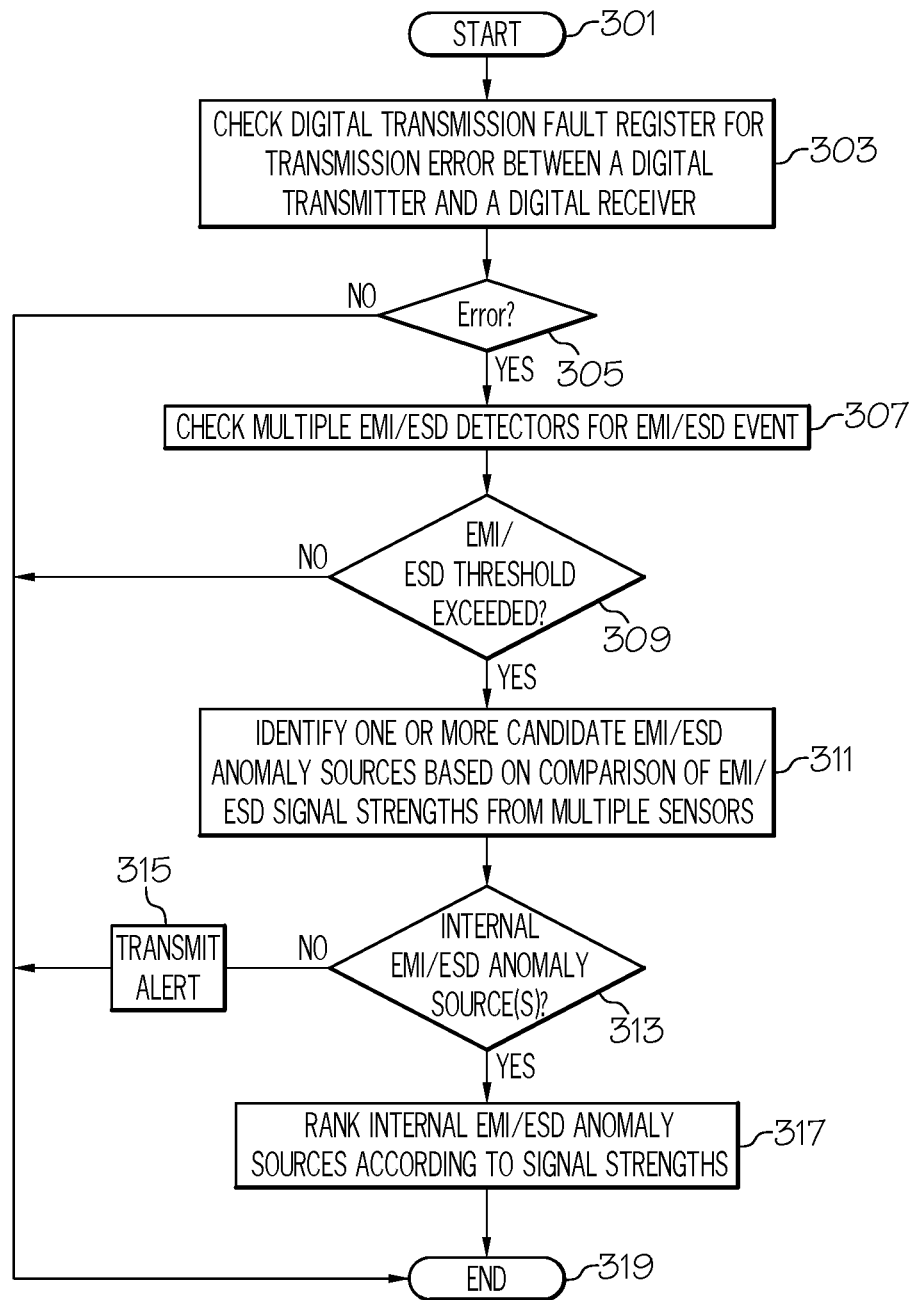 START
301
CHECK DIGITAL TRANSMISSION FAULT REGISTER FOR
TRANSMISSION ERROR BETWEEN A DIGITAL
TRANSMITTER AND A DIGITAL RECEIVER
303
NO
Error?
305
YES
CHECK MULTIPLE EMI/ESD DETECTORS FOR EMI/ESD EVENT
307
NO
EMI/
ESD THRESHOLD
EXCEEDED?
309
YES
IDENTIFY ONE OR MORE CANDIDATE EMI/ESD
ANOMALY SOURCES BASED ON COMPARISON OF EMI/
ESD SIGNAL STRENGTHS FROM MULTIPLE SENSORS
311
315
TRANSMIT
ALERT
NO
INTERNAL
EMI/ESD ANOMALY
SOURCE(S)?
313
YES
RANK INTERNAL EMI/ESD ANOMALY
SOURCES ACCORDING TO SIGNAL STRENGTHS
317
END
319